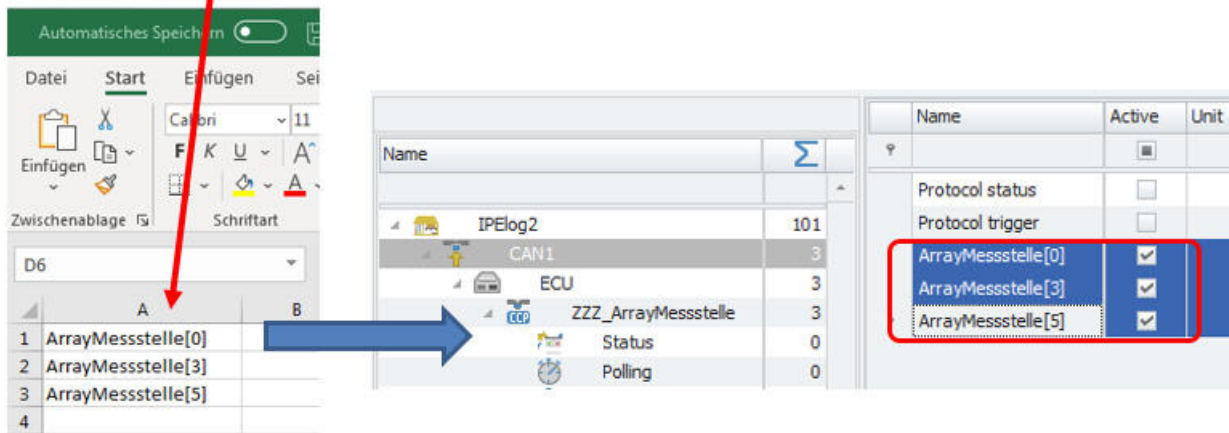 Automatisches Speichern
Datei Start Einfügen Sei
Calibri 11
Einfügen F K U A A
Zwischenablage Schriftart
D6
A B
1 ArrayMessstelle[0]
2 ArrayMessstelle[3]
3 ArrayMessstelle[5]
4
Name Σ
IPElog2 101
CAN1 3
ECU 3
CCP ZZZ_ArrayMessstelle 3
Status 0
Polling 0
Name Active Unit
Protocol status
Protocol trigger
ArrayMessstelle[0]
ArrayMessstelle[3]
ArrayMessstelle[5]